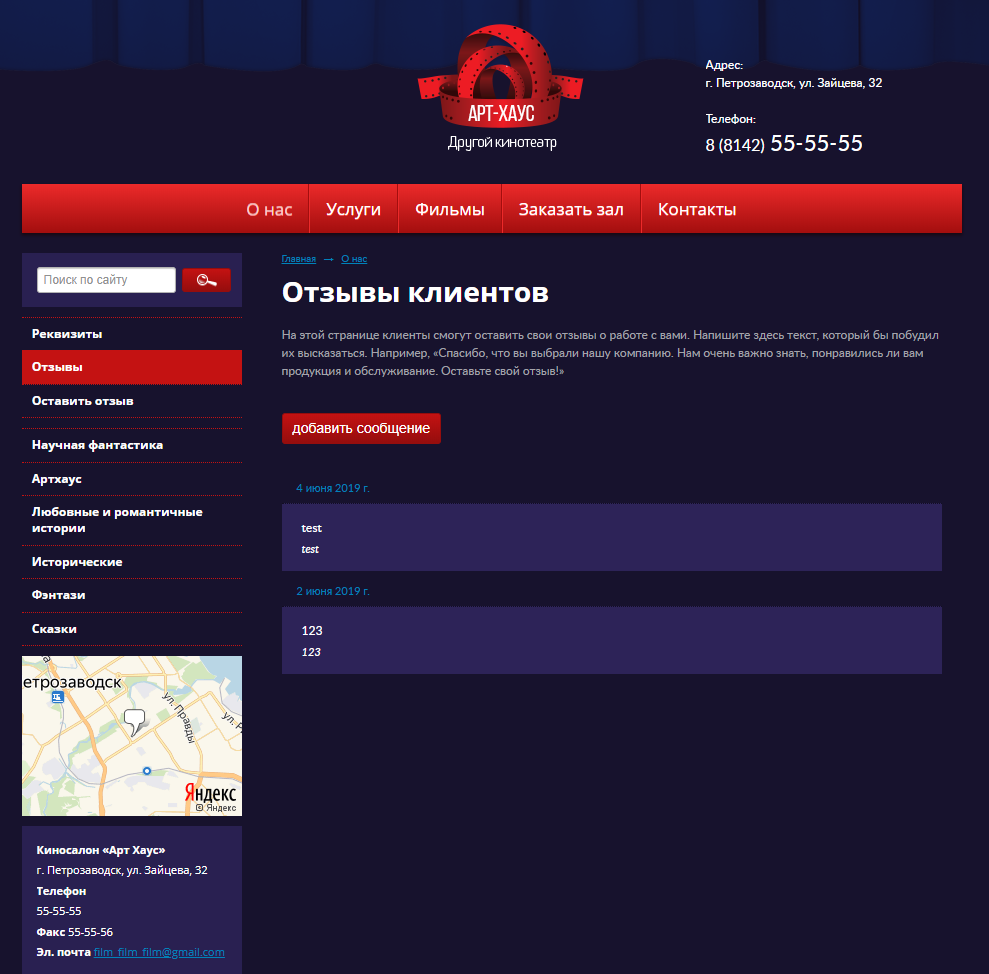 АРТ-ХАУС
Другой кинотеатр
Адрес:
г. Петрозаводск, ул. Зайцева, 32
Телефон:
8 (8142) 55-55-55
О нас
Услуги
Фильмы
Заказать зал
Контакты
Поиск по сайту
Реквизиты
Отзывы
Оставить отзыв
Научная фантастика
Артхаус
Любовные и романтичные
истории
Исторические
Фэнтази
Сказки
етрозаводск
ул. Правды
ул. Р
Яндекс
© Яндекс
Киносалон «Арт Хаус»
г. Петрозаводск, ул. Зайцева, 32
Телефон
55-55-55
Факс 55-55-56
Эл. почта film_film_film@gmail.com
Главная → О нас
Отзывы клиентов
На этой странице клиенты смогут оставить свои отзывы о работе с вами. Напишите здесь текст, который бы побудил
их высказаться. Например, «Спасибо, что вы выбрали нашу компанию. Нам очень важно знать, понравились ли вам
продукция и обслуживание. Оставьте свой отзыв!»
добавить сообщение
4 июня 2019 г.
test
test
2 июня 2019 г.
123
123